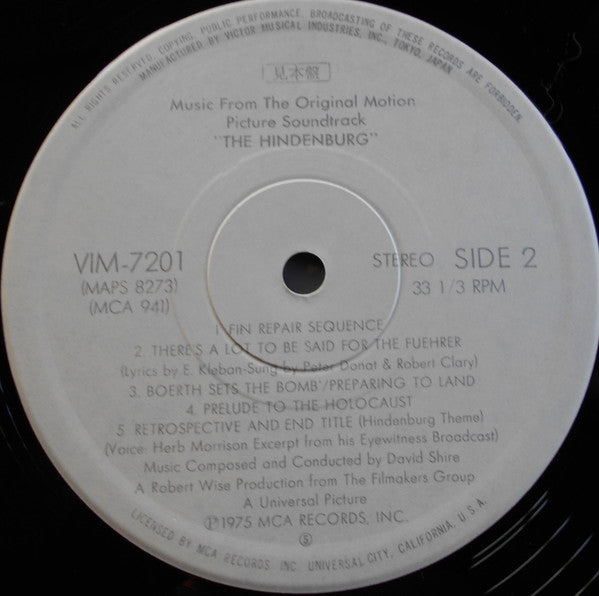 ALL RIGHTS RESERVED. COPYING, PUBLIC PERFORMANCE, BROADCASTING OF THESE RECORDS ARE FORBIDDEN.
MANUFACTURED BY VICTOR MUSICAL INDUSTRIES, INC., TOKYO, JAPAN
見本盤
Music From The Original Motion
Picture Soundtrack
"THE HINDENBURG"
VIM-7201
(MAPS 8273)
(MCA 941)
STEREO SIDE 2
33 1/3 RPM
1. FIN REPAIR SEQUENCE
2. THERE'S A LOT TO BE SAID FOR THE FUEHRER
(Lyrics by E. Kleban-Sung by Peter Donat & Robert Clary)
3. BOERTH SETS THE BOMB/PREPARING TO LAND
4. PRELUDE TO THE HOLOCAUST
5. RETROSPECTIVE AND END TITLE (Hindenburg Theme)
(Voice: Herb Morrison Excerpt from his Eyewitness Broadcast)
Music Composed and Conducted by David Shire
A Robert Wise Production from The Filmakers Group
A Universal Picture
Ⓟ1975 MCA RECORDS, INC.
Ⓢ
LICENSED BY MCA RECORDS, INC. UNIVERSAL CITY, CALIFORNIA, U.S.A.